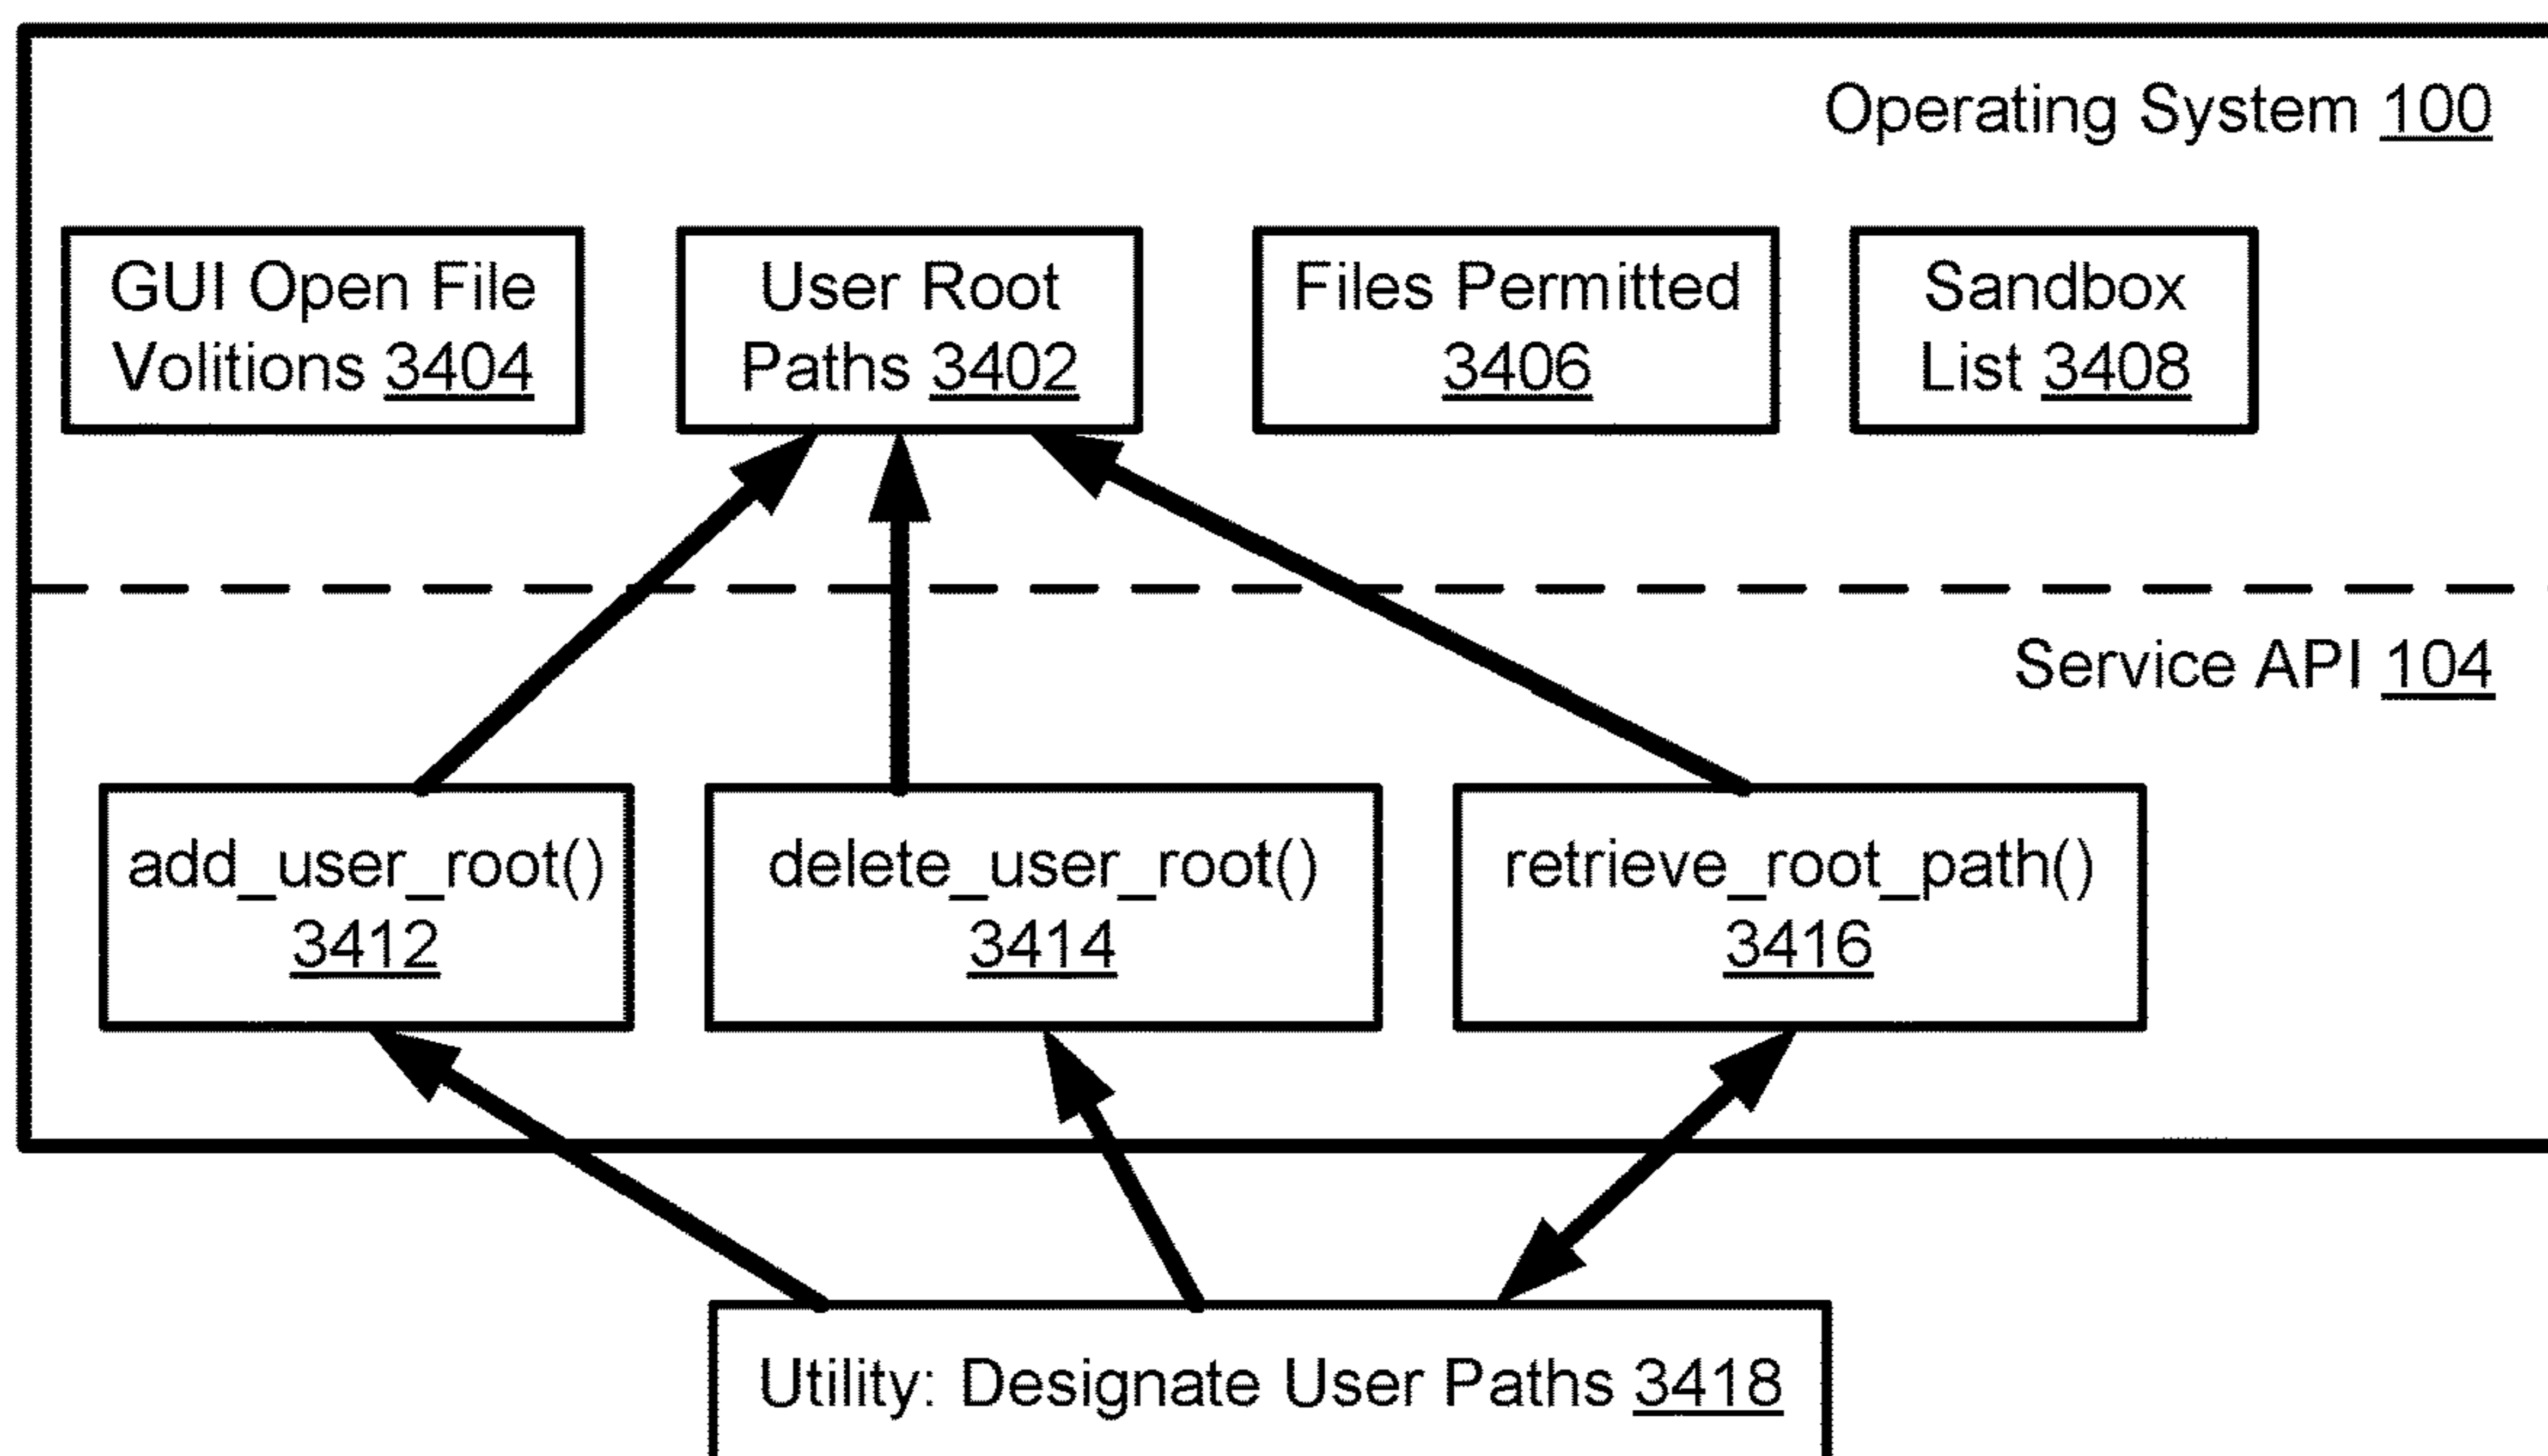 Operating System 100
GUI Open File
Volitions 3404
User Root
Paths 3402
Files Permitted
3406
Sandbox
List 3408
Service API 104
add_user_root()
3412
delete_user_root()
3414
retrieve_root_path()
3416
Utility: Designate User Paths 3418